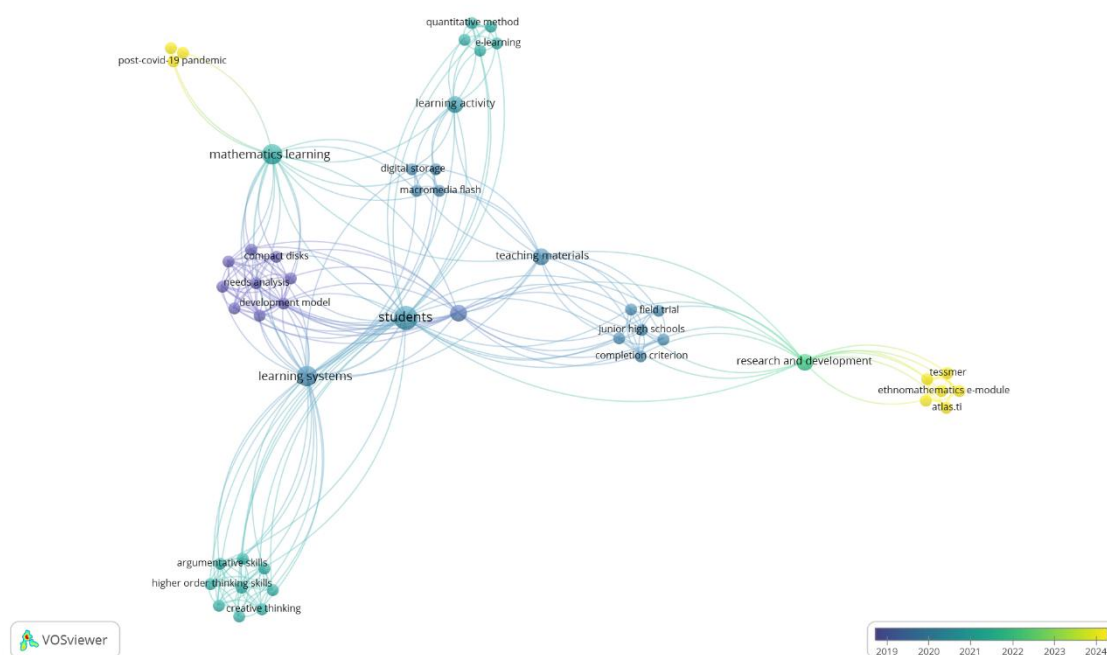 quantitative method
e-learning
post-covid-19 pandemic
learning activity
mathematics learning
digital storage
macromedia flash
compact disks
teaching materials
needs analysis
development model
field trial
students
junior high schools
completion criterion
research and development
learning systems
tessmer
ethnomathematics e-module
atlas.ti
argumentative skills
higher order thinking skills
creative thinking
VOSviewer
2019 2020 2021 2022 2023 2024